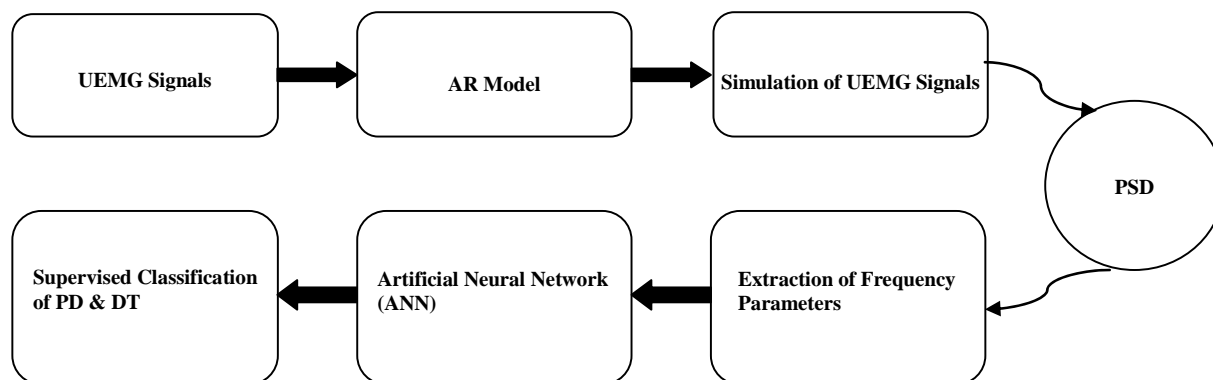 UEMG Signals
AR Model
Simulation of UEMG Signals
PSD
Extraction of Frequency
Parameters
Artificial Neural Network
(ANN)
Supervised Classification
of PD & DT